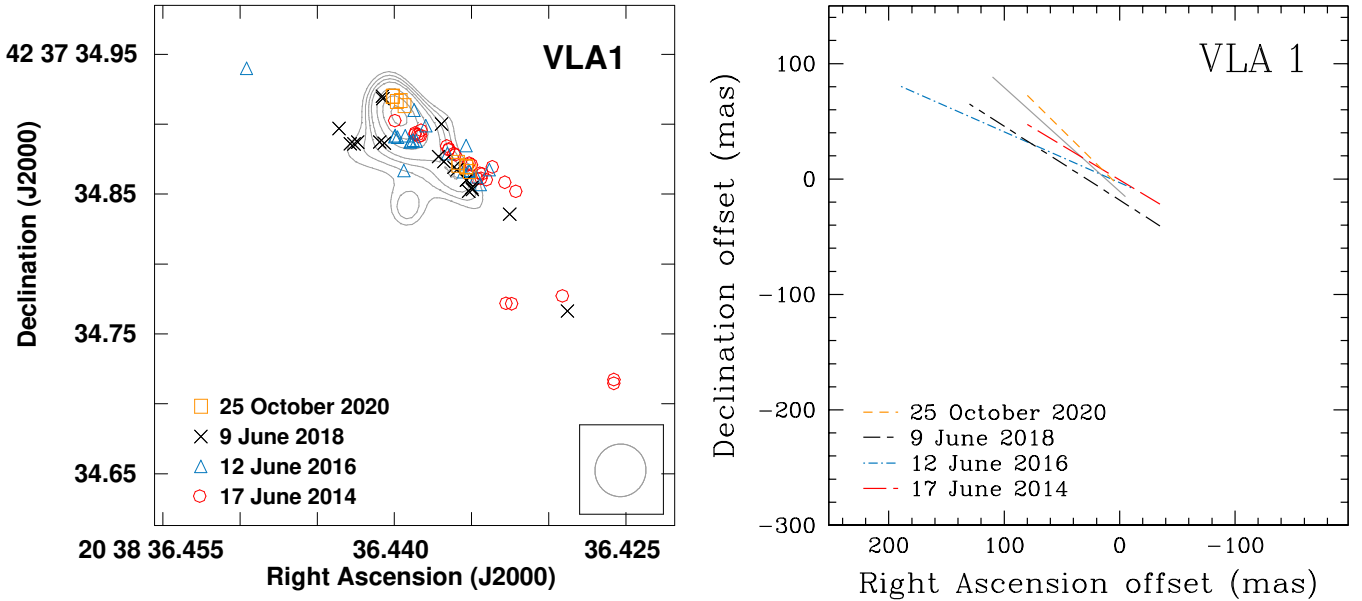 VLA1
42 37 34.95
34.85
34.75
34.65
Declination (J2000)
25 October 2020
9 June 2018
12 June 2016
17 June 2014
20 38 36.455
36.440
36.425
Right Ascension (J2000)
VLA 1
100
0
−100
−200
−300
Declination offset (mas)
25 October 2020
9 June 2018
12 June 2016
17 June 2014
200
100
0
−100
Right Ascension offset (mas)